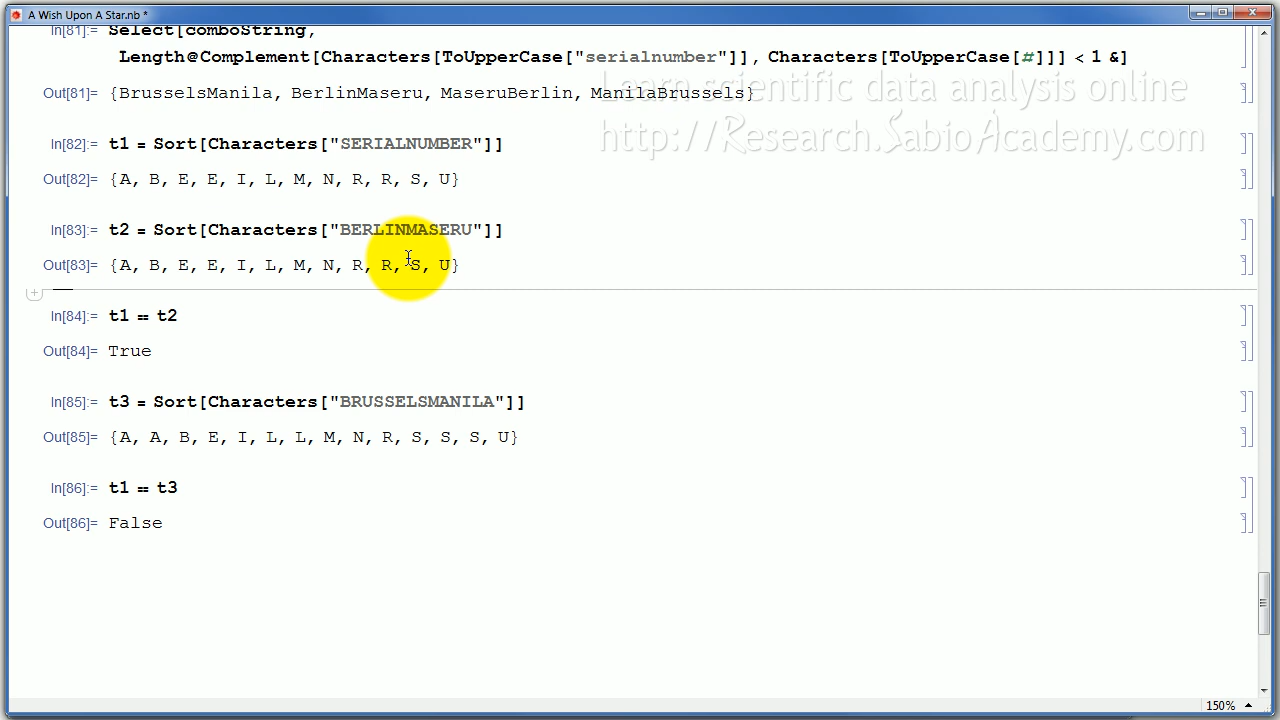 A Wish Upon A Star.nb *
In[81]:= Select[comboString,
Length@Complement[Characters[ToUpperCase["serialnumber"]], Characters[ToUpperCase[#]]] < 1 &]
Out[81]= {BrusselsManila, BerlinMaseru, MaseruBerlin, ManilaBrussels}
Learn scientific data analysis online
http://Research.SabioAcademy.com
In[82]:= t1 = Sort[Characters["SERIALNUMBER"]]
Out[82]= {A, B, E, E, I, L, M, N, R, R, S, U}
In[83]:= t2 = Sort[Characters["BERLINMASERU"]]
Out[83]= {A, B, E, E, I, L, M, N, R, R, S, U}
In[84]:= t1 == t2
Out[84]= True
In[85]:= t3 = Sort[Characters["BRUSSELSMANILA"]]
Out[85]= {A, A, B, E, I, L, L, M, N, R, S, S, S, U}
In[86]:= t1 == t3
Out[86]= False
150%